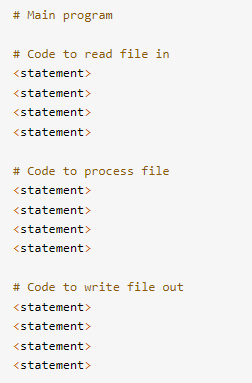 # Main program
# Code to read file in
<statement>
<statement>
<statement>
<statement>
# Code to process file
<statement>
<statement>
<statement>
<statement>
# Code to write file out
<statement>
<statement>
<statement>
<statement>